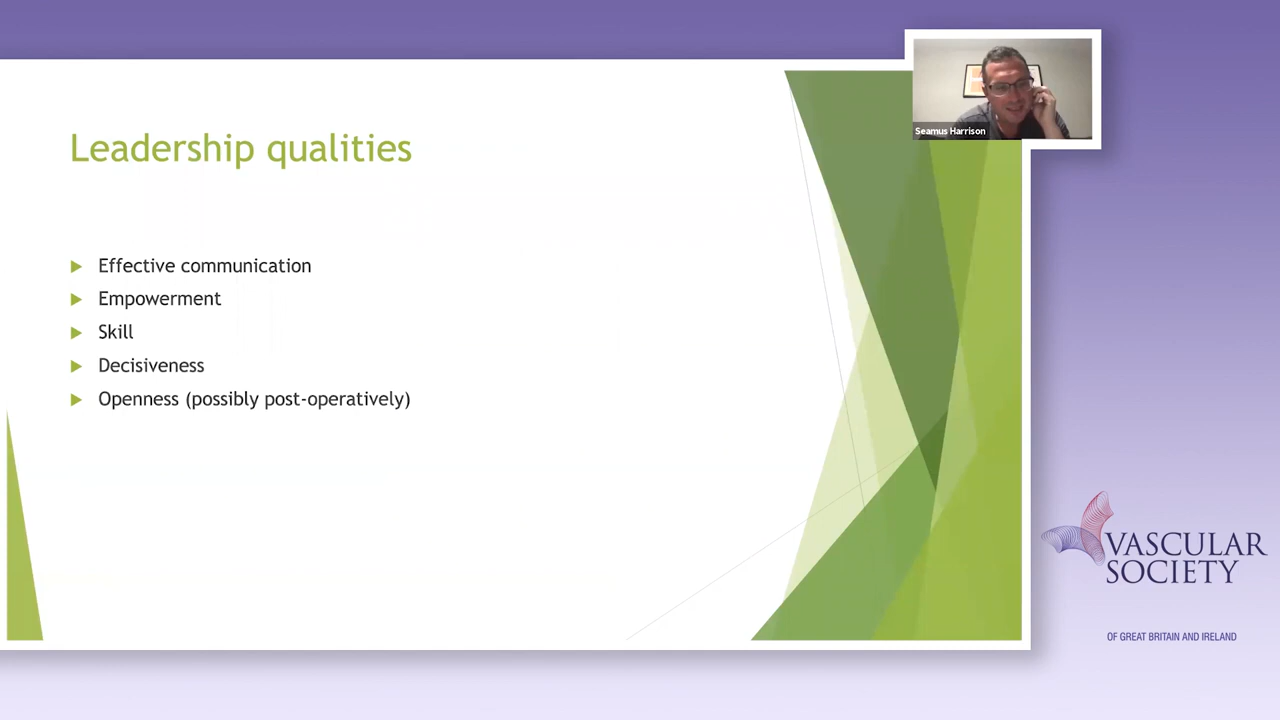 Seamus Harrison
Leadership qualities
Effective communication
Empowerment
Skill
Decisiveness
Openness (possibly post-operatively)
VASCULAR
SOCIETY
OF GREAT BRITAIN AND IRELAND